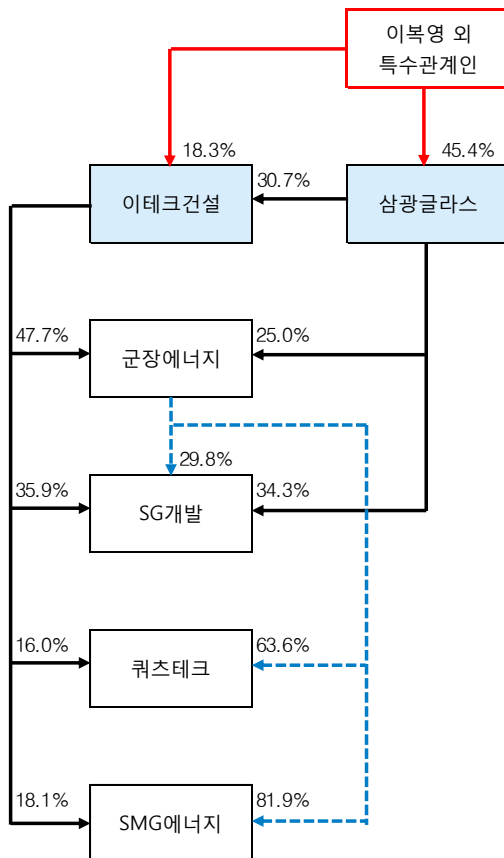 이복영 외
특수관계인
18.3%
45.4%
30.7%
이테크건설
삼광글라스
47.7%
25.0%
군장에너지
29.8%
35.9%
34.3%
SG개발
16.0%
63.6%
쿼츠테크
18.1%
81.9%
SMG에너지